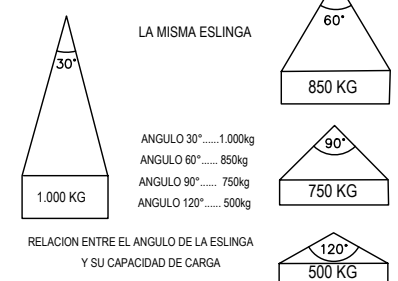 LA MISMA ESLINGA
30°
60°
850 KG
ANGULO 30°......1.000kg
ANGULO 60°...... 850kg
ANGULO 90°...... 750kg
ANGULO 120°...... 500kg
90°
750 KG
1.000 KG
RELACION ENTRE EL ANGULO DE LA ESLINGA
Y SU CAPACIDAD DE CARGA
120°
500 KG